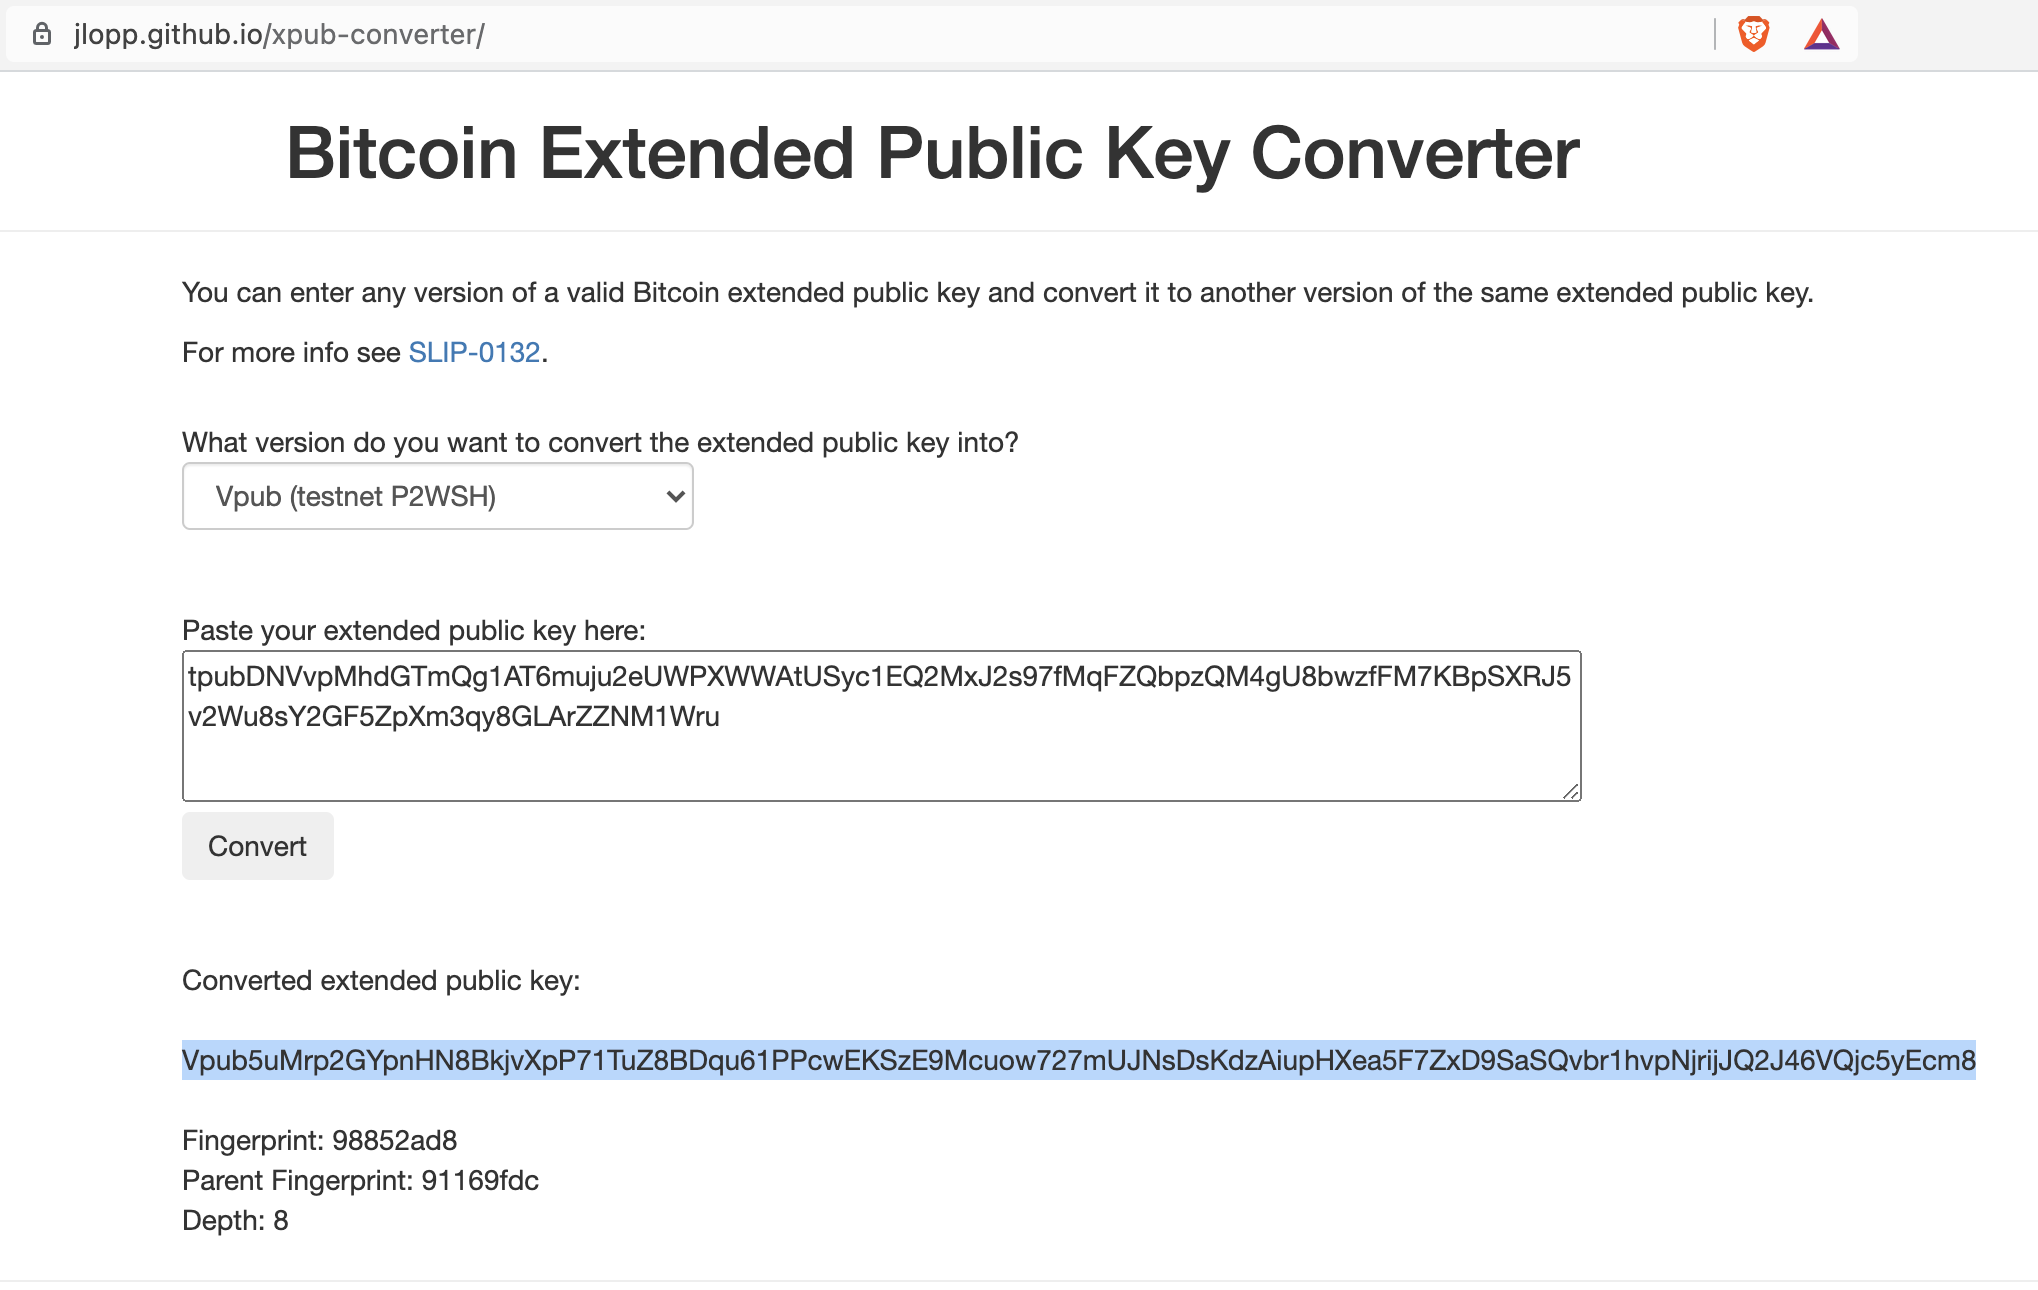 jlopp.github.io/xpub-converter/
Bitcoin Extended Public Key Converter
You can enter any version of a valid Bitcoin extended public key and convert it to another version of the same extended public key.
For more info see SLIP-0132.
What version do you want to convert the extended public key into?
Vpub (testnet P2WSH)
Paste your extended public key here:
tpubDNVvpMhdGTmQg1AT6muju2eUWPXWWAtUSyc1EQ2MxJ2s97fMqFZQbpzQM4gU8bwzfFM7KBpSXRJ5
v2Wu8sY2GF5ZpXm3qy8GLArZZNM1Wru
Convert
Converted extended public key:
Vpub5uMrp2GYpnHN8BkjvXpP71TuZ8BDqu61PPcwEKSzE9Mcuow727mUJNsDsKdzAiupHXea5F7ZxD9SaSQvbr1hvpNjrijJQ2J46VQjc5yEcm8
Fingerprint: 98852ad8
Parent Fingerprint: 91169fdc
Depth: 8